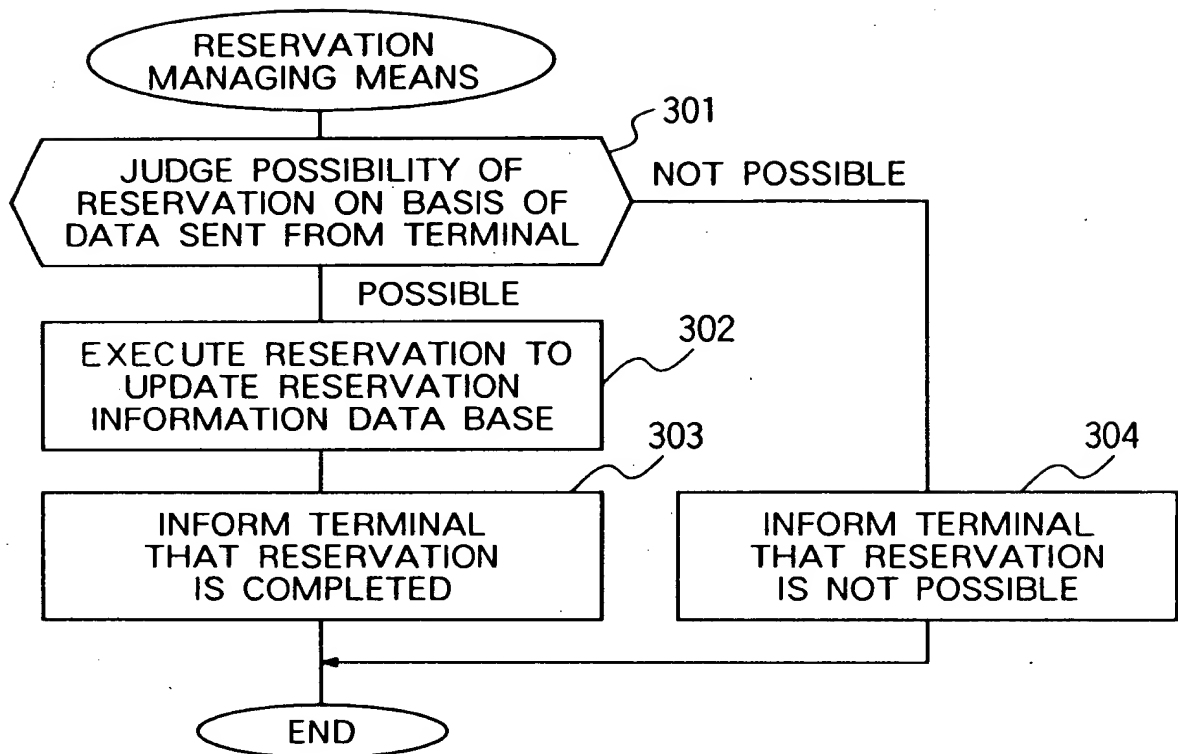 RESERVATION
MANAGING MEANS
301
JUDGE POSSIBILITY OF
RESERVATION ON BASIS OF
DATA SENT FROM TERMINAL
NOT POSSIBLE
POSSIBLE
302
EXECUTE RESERVATION TO
UPDATE RESERVATION
INFORMATION DATA BASE
303
INFORM TERMINAL
THAT RESERVATION
IS COMPLETED
304
INFORM TERMINAL
THAT RESERVATION
IS NOT POSSIBLE
END